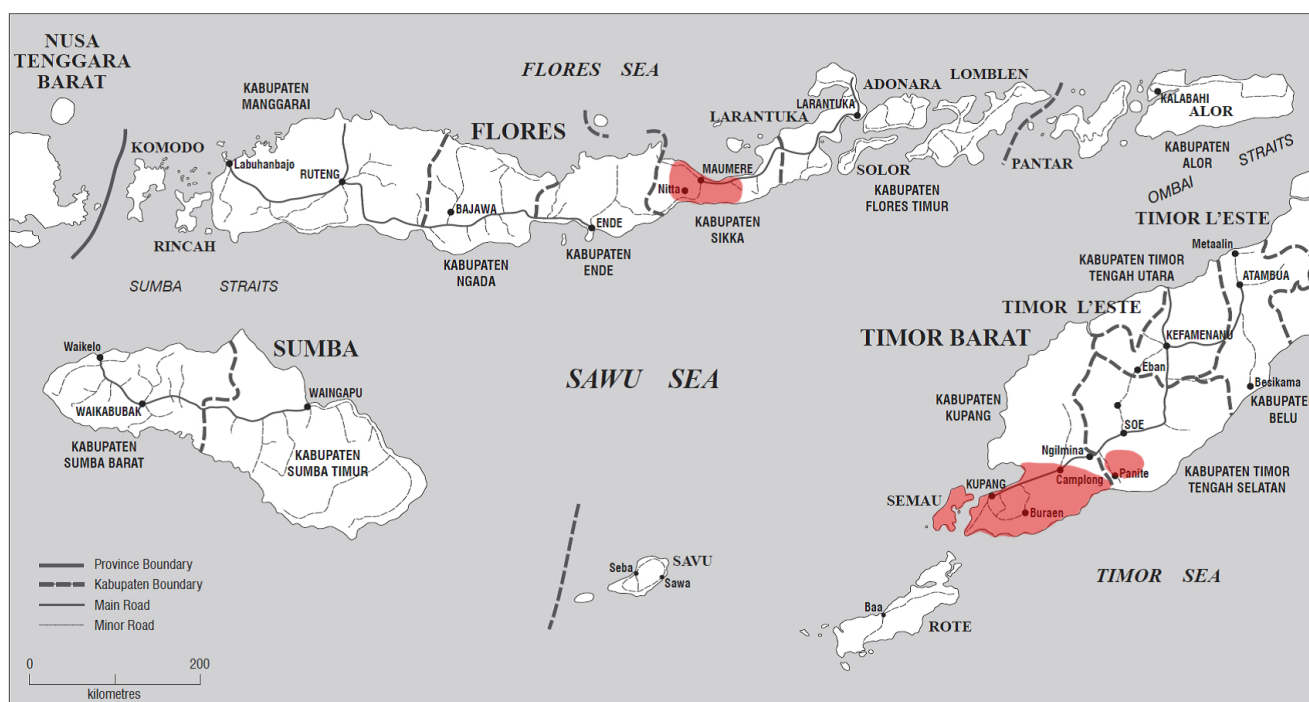 NUSA
TENGGARA
BARAT
FLORES SEA
KABUPATEN
MANGGARAI
FLORES
KOMODO
Labuhanbajo
RUTENG
RINCAH
BAJAWA
KABUPATEN
NGADA
ENDE
KABUPATEN
ENDE
LARANTUKA
MAUMERE
Nitta
KABUPATEN
SIKKA
LARANTUKA
ADONARA
LOMBLEN
SOLOR
KABUPATEN
FLORES TIMUR
PANTAR
KALABAHI
ALOR
KABUPATEN
ALOR
OMBAI STRAITS
SUMBA STRAITS
SUMBA
Waikelo
WAIKABUBAK
WAINGAPU
KABUPATEN
SUMBA BARAT
KABUPATEN
SUMBA TIMUR
SAWU SEA
TIMOR L'ESTE
Metaalin
KABUPATEN TIMOR
TENGAH UTARA
ATAMBUA
TIMOR L'ESTE
TIMOR BARAT
KEFAMENANU
Eban
Besikama
KABUPATEN
BELU
KABUPATEN
KUPANG
SOE
Ngilmina
Camplong
Panite
KABUPATEN TIMOR
TENGAH SELATAN
KUPANG
SEMAU
Buraen
SAVU
Seba
Sawa
TIMOR SEA
Baa
ROTE
Province Boundary
Kabupaten Boundary
Main Road
Minor Road
0 200
kilometres